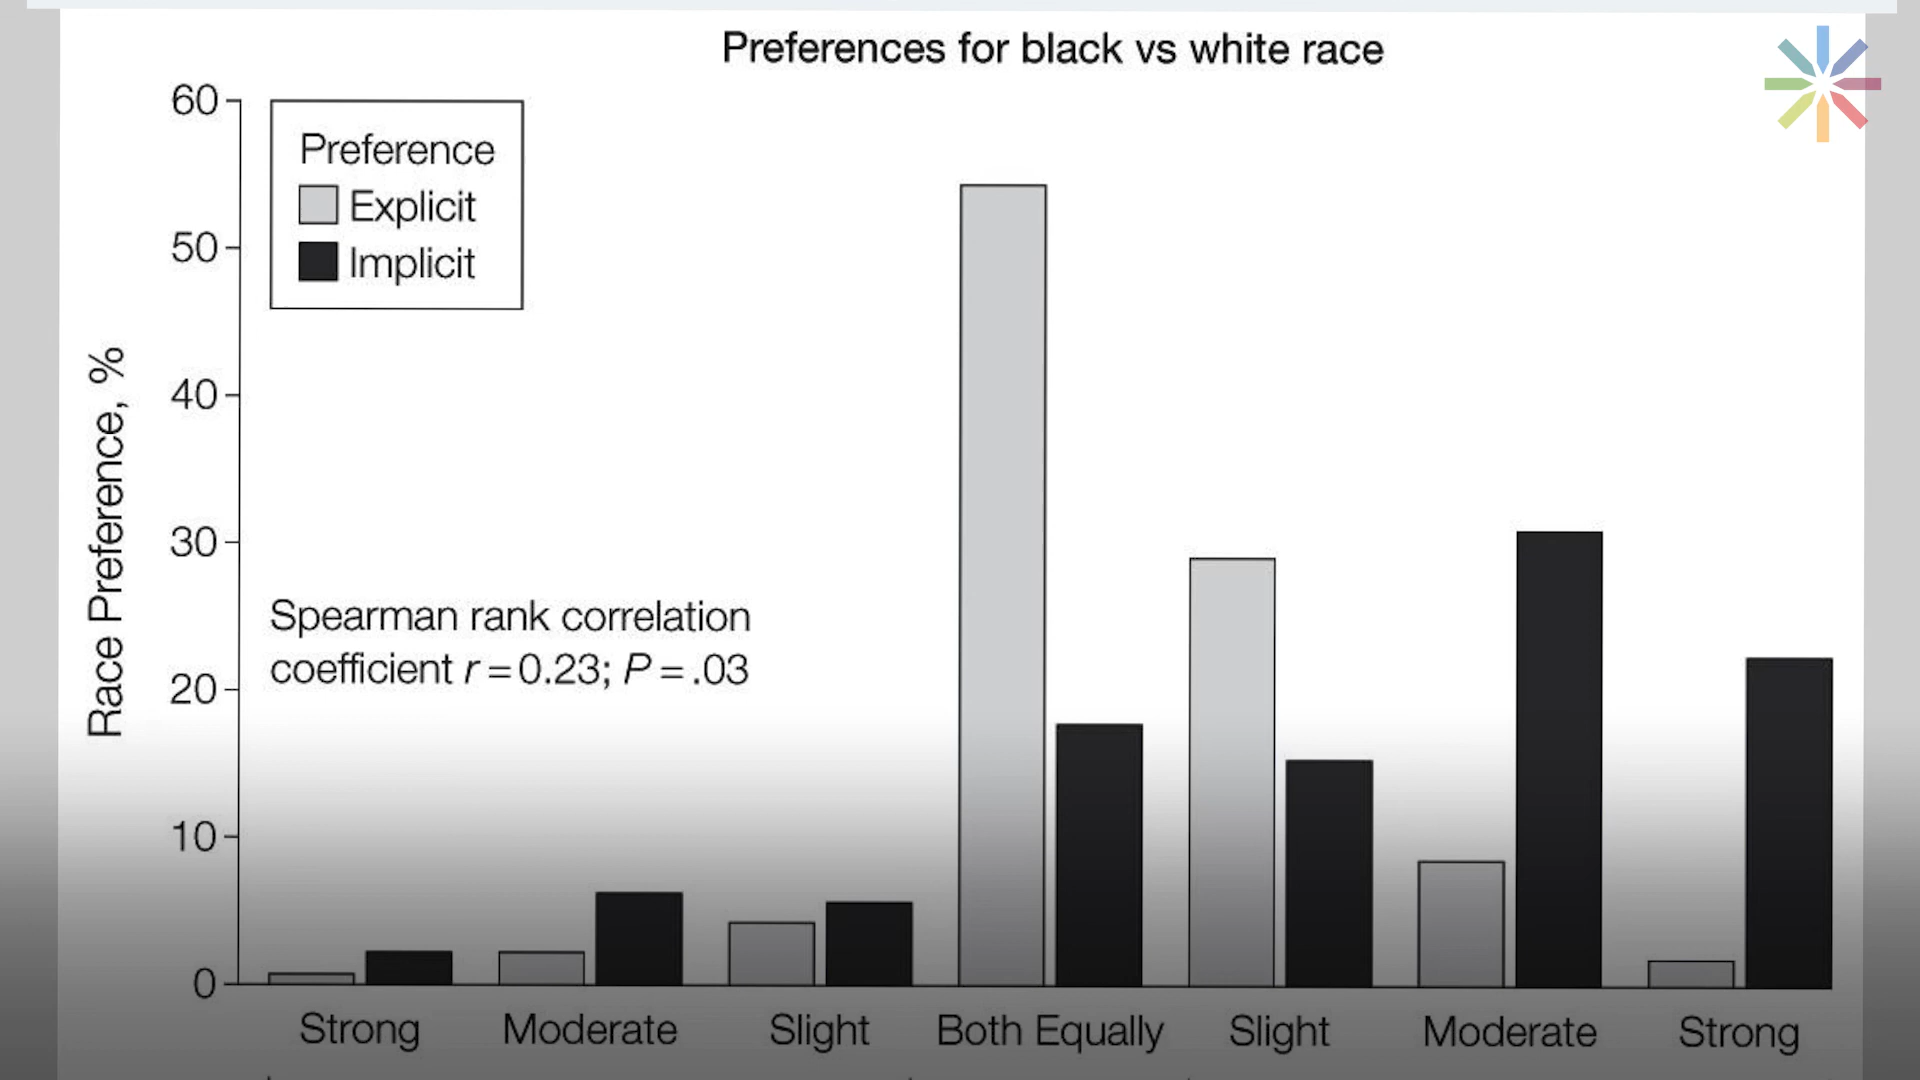 Preferences for black vs white race
60
50
40
30
20
10
0
Race Preference, %
Preference
Explicit
Implicit
Spearman rank correlation
coefficient r = 0.23; P = .03
Strong Moderate Slight Both Equally Slight Moderate Strong